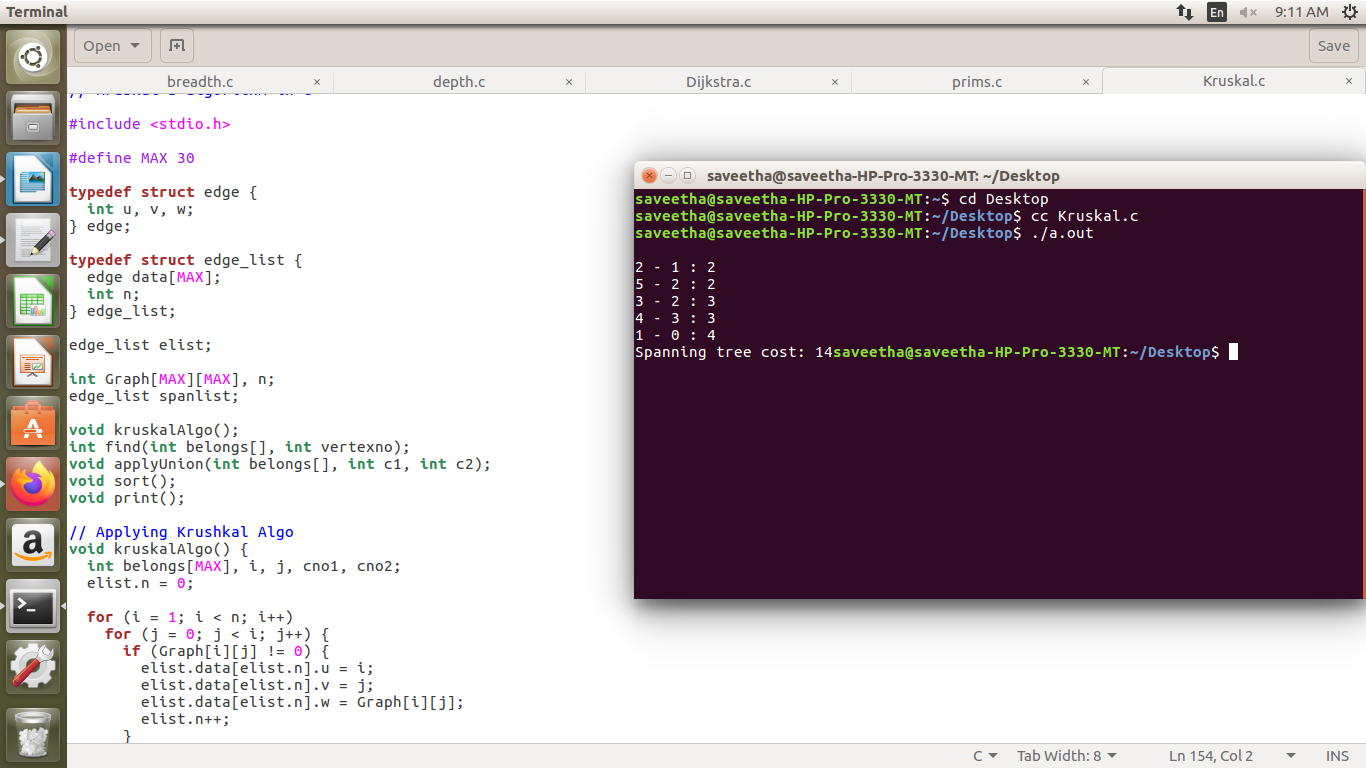 Terminal
En
9:11 AM
Open
Save
breadth.c ×
depth.c ×
Dijkstra.c ×
prims.c ×
Kruskal.c ×
#include <stdio.h>
#define MAX 30
typedef struct edge {
  int u, v, w;
} edge;
typedef struct edge_list {
  edge data[MAX];
  int n;
} edge_list;
edge_list elist;
int Graph[MAX][MAX], n;
edge_list spanlist;
void kruskalAlgo();
int find(int belongs[], int vertexno);
void applyUnion(int belongs[], int c1, int c2);
void sort();
void print();
// Applying Krushkal Algo
void kruskalAlgo() {
  int belongs[MAX], i, j, cno1, cno2;
  elist.n = 0;
  for (i = 1; i < n; i++)
    for (j = 0; j < i; j++) {
      if (Graph[i][j] != 0) {
        elist.data[elist.n].u = i;
        elist.data[elist.n].v = j;
        elist.data[elist.n].w = Graph[i][j];
        elist.n++;
      }
saveetha@saveetha-HP-Pro-3330-MT: ~/Desktop
saveetha@saveetha-HP-Pro-3330-MT:~$ cd Desktop
saveetha@saveetha-HP-Pro-3330-MT:~/Desktop$ cc Kruskal.c
saveetha@saveetha-HP-Pro-3330-MT:~/Desktop$ ./a.out
2 - 1 : 2
5 - 2 : 2
3 - 2 : 3
4 - 3 : 3
1 - 0 : 4
Spanning tree cost: 14saveetha@saveetha-HP-Pro-3330-MT:~/Desktop$
C
Tab Width: 8
Ln 154, Col 2
INS